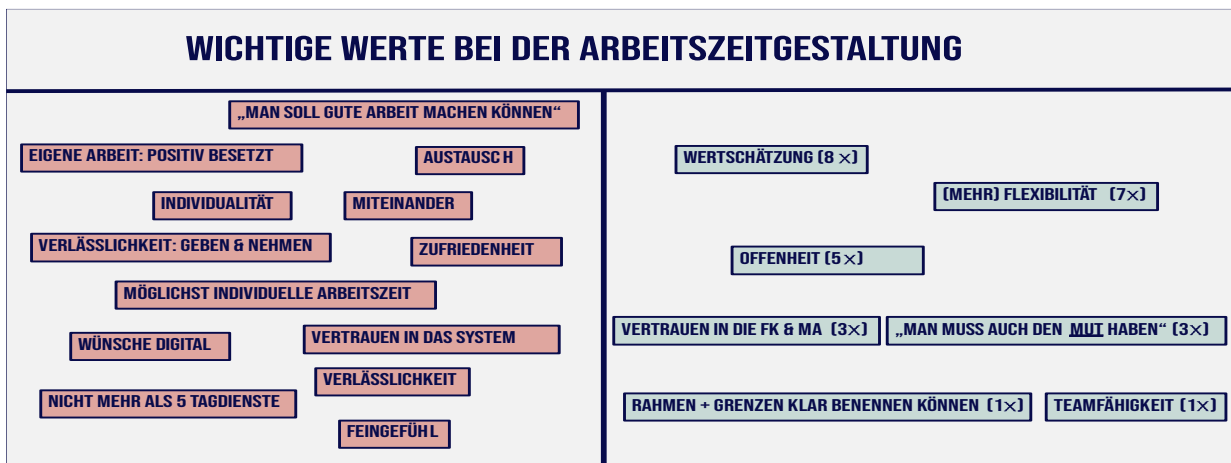 WICHTIGE WERTE BEI DER ARBEITSZEITGESTALTUNG
„MAN SOLL GUTE ARBEIT MACHEN KÖNNEN“
EIGENE ARBEIT: POSITIV BESETZT
AUSTAUSCH
INDIVIDUALITÄT
MITEINANDER
VERLÄSSLICHKEIT: GEBEN & NEHMEN
ZUFRIEDENHEIT
MÖGLICHST INDIVIDUELLE ARBEITSZEIT
WÜNSCHE DIGITAL
VERTRAUEN IN DAS SYSTEM
VERLÄSSLICHKEIT
NICHT MEHR ALS 5 TAGDIENSTE
FEINGEFÜHL
WERTSCHÄTZUNG (8 ×)
(MEHR) FLEXIBILITÄT (7×)
OFFENHEIT (5 ×)
VERTRAUEN IN DIE FK & MA (3×)
„MAN MUSS AUCH DEN MUT HABEN“ (3×)
RAHMEN + GRENZEN KLAR BENENNEN KÖNNEN (1×)
TEAMFÄHIGKEIT (1×)